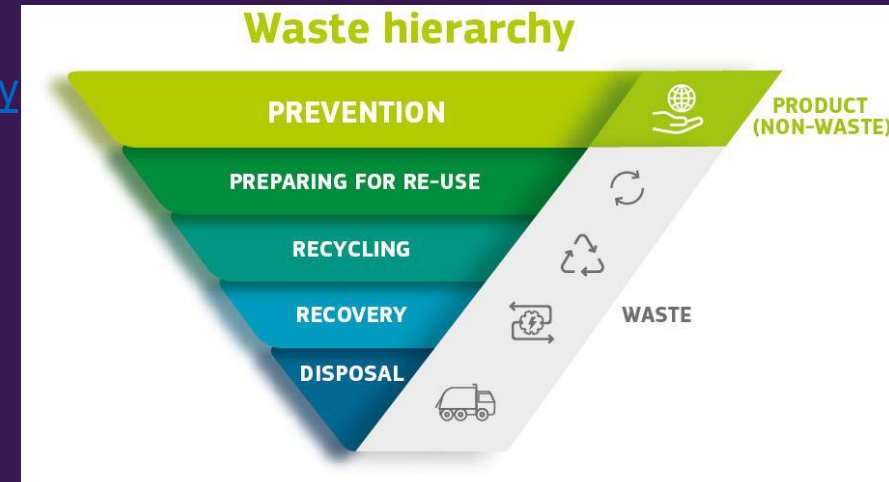 Waste hierarchy
y
PREVENTION
PRODUCT
(NON-WASTE)
PREPARING FOR RE-USE
RECYCLING
RECOVERY
WASTE
DISPOSAL